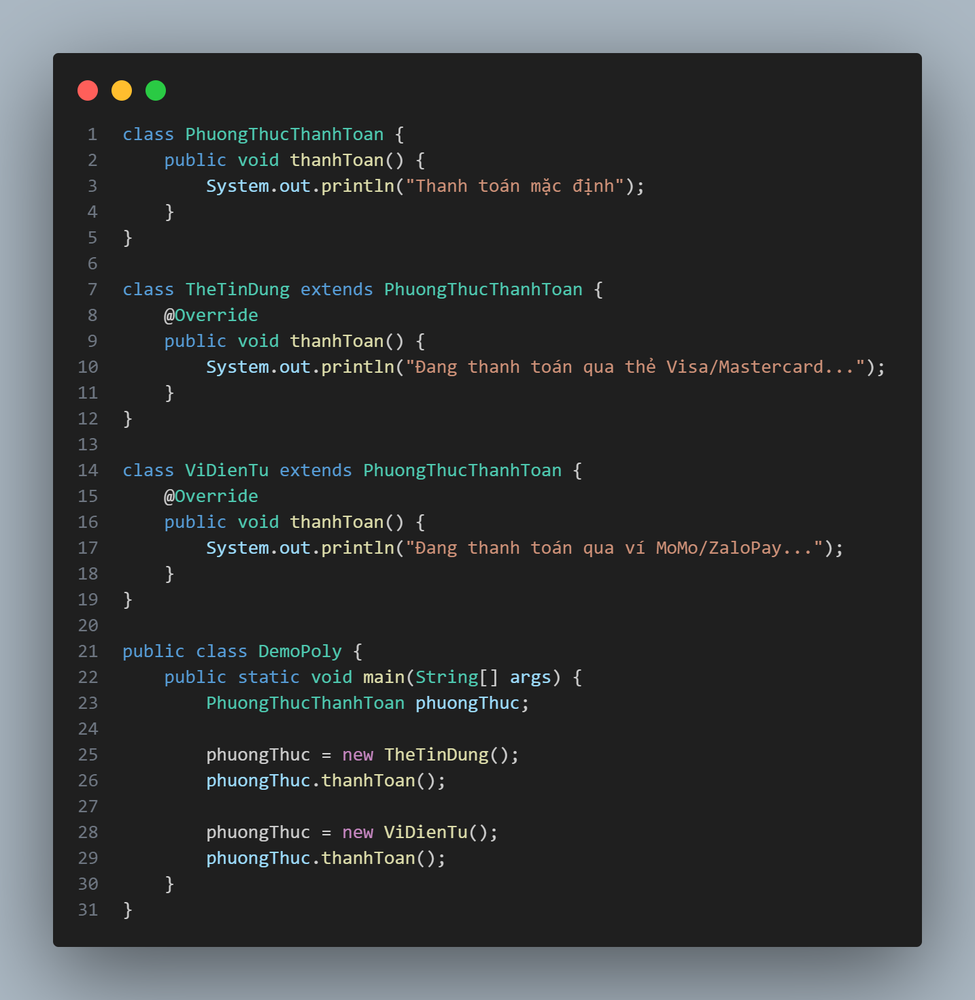 1 class PhuongThucThanhToan {
2     public void thanhToan() {
3         System.out.println("Thanh toán mặc định");
4     }
5 }
6
7 class TheTinDung extends PhuongThucThanhToan {
8     @Override
9     public void thanhToan() {
10         System.out.println("Đang thanh toán qua thẻ Visa/Mastercard...");
11     }
12 }
13
14 class ViDienTu extends PhuongThucThanhToan {
15     @Override
16     public void thanhToan() {
17         System.out.println("Đang thanh toán qua ví MoMo/ZaloPay...");
18     }
19 }
20
21 public class DemoPoly {
22     public static void main(String[] args) {
23         PhuongThucThanhToan phuongThuc;
24
25         phuongThuc = new TheTinDung();
26         phuongThuc.thanhToan();
27
28         phuongThuc = new ViDienTu();
29         phuongThuc.thanhToan();
30     }
31 }